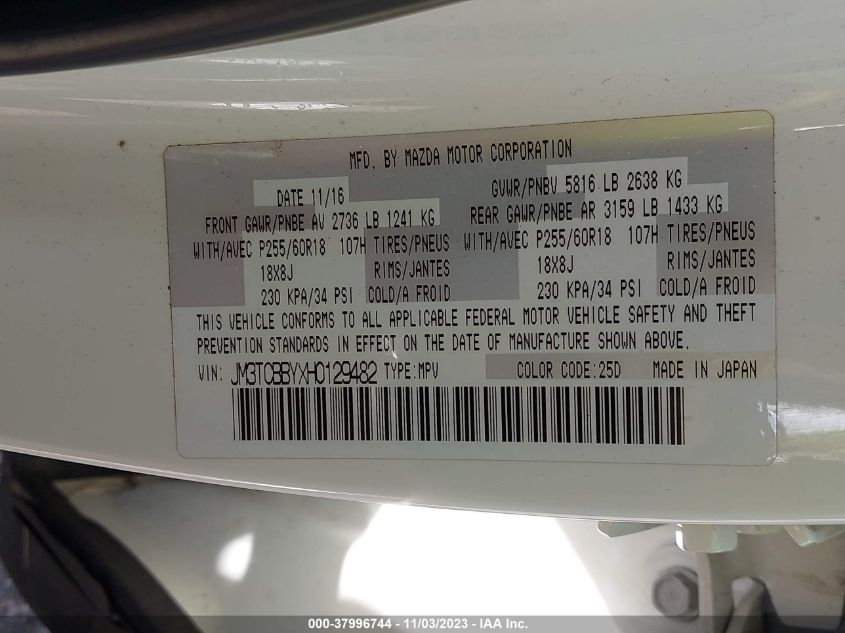 MFD. BY MAZDA MOTOR CORPORATION
DATE 11/16 GVWR/PNBV 5816 LB 2638 KG
FRONT GAWR/PNBE AV 2736 LB 1241 KG REAR GAWR/PNBE AR 3159 LB 1433 KG
WITH/AVEC P255/60R18 107H TIRES/PNEUS WITH/AVEC P255/60R18 107H TIRES/PNEUS
18X8J RIMS/JANTES 18X8J RIMS/JANTES
230 KPA/34 PSI COLD/A FROID 230 KPA/34 PSI COLD/A FROID
THIS VEHICLE CONFORMS TO ALL APPLICABLE FEDERAL MOTOR VEHICLE SAFETY AND THEFT
PREVENTION STANDARDS IN EFFECT ON THE DATE OF MANUFACTURE SHOWN ABOVE.
VIN: JM3TCBBYXH0129482 TYPE:MPV COLOR CODE:25D MADE IN JAPAN
000-37996744 - 11/03/2023 - IAA Inc.